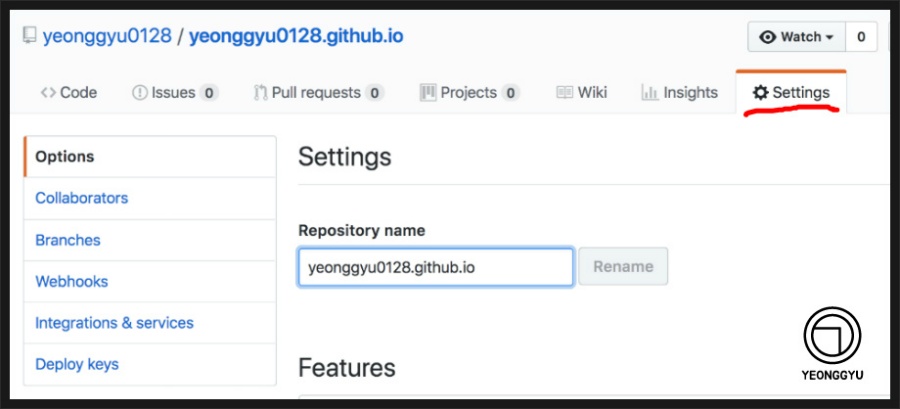 yeonggyu0128 / yeonggyu0128.github.io
Watch 0
Code Issues 0 Pull requests 0 Projects 0 Wiki Insights Settings
Options
Collaborators
Branches
Webhooks
Integrations & services
Deploy keys
Settings
Repository name
yeonggyu0128.github.io Rename
Features
YEONGGYU